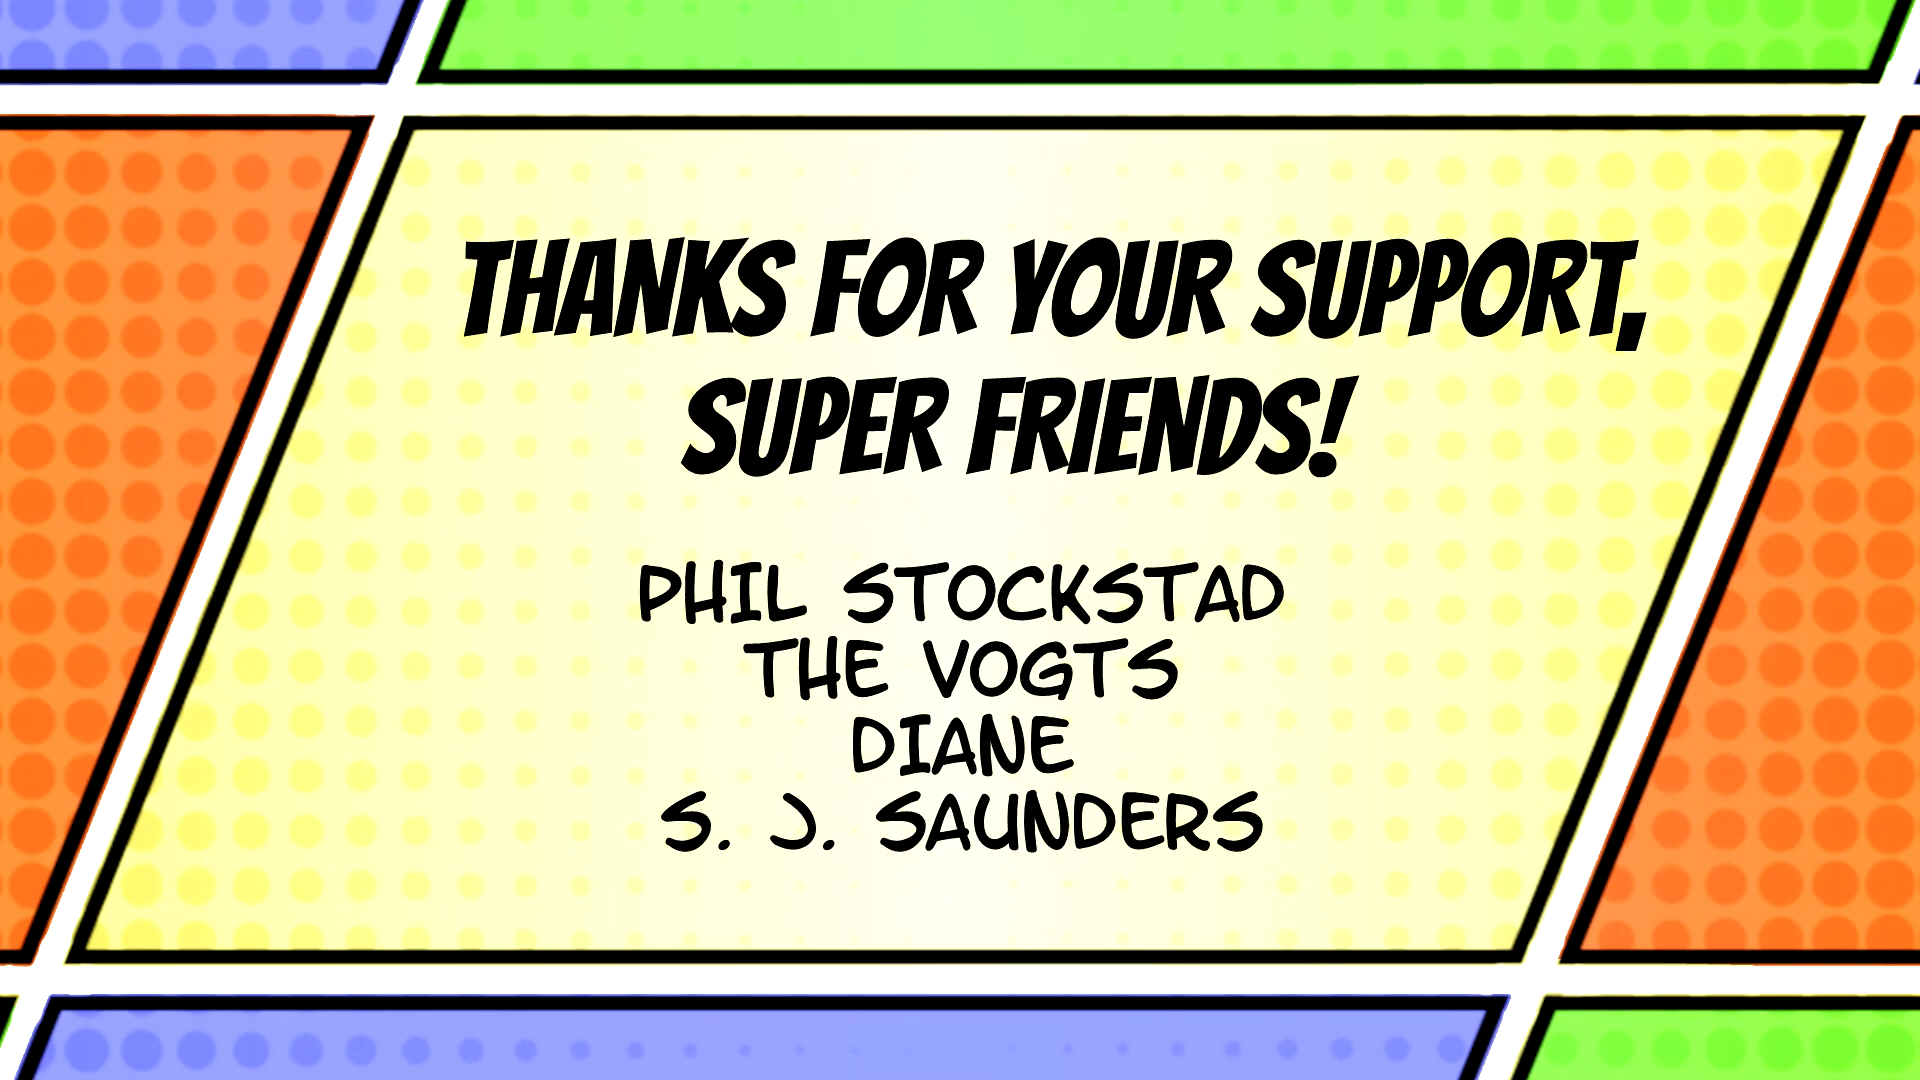 THANKS FOR YOUR SUPPORT,
SUPER FRIENDS!
PHIL STOCKSTAD
THE VOGTS
DIANE
S. J. SAUNDERS